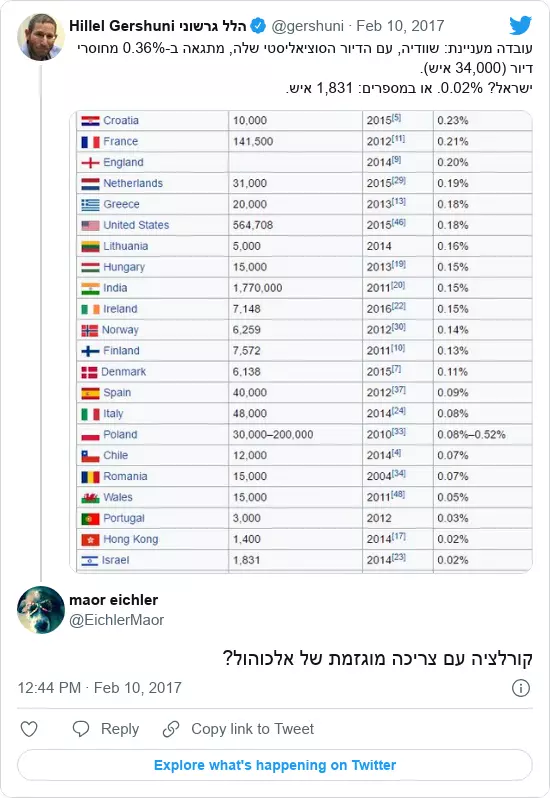 Hillel Gershuni הלל גרשוני @gershuni · Feb 10, 2017
עובדה מעניינת: שוודיה, עם הדיור הסוציאליסטי שלה, מתגאה ב-0.36% מחוסרי
דיור (34,000 איש).
ישראל? 0.02%. או במספרים: 1,831 איש.
Croatia 10,000 2015[5] 0.23%
France 141,500 2012[11] 0.21%
England 2014[9] 0.20%
Netherlands 31,000 2015[29] 0.19%
Greece 20,000 2013[13] 0.18%
United States 564,708 2015[46] 0.18%
Lithuania 5,000 2014 0.16%
Hungary 15,000 2013[19] 0.15%
India 1,770,000 2011[20] 0.15%
Ireland 7,148 2016[22] 0.15%
Norway 6,259 2012[30] 0.14%
Finland 7,572 2011[10] 0.13%
Denmark 6,138 2015[7] 0.11%
Spain 40,000 2012[37] 0.09%
Italy 48,000 2014[24] 0.08%
Poland 30,000–200,000 2010[33] 0.08%–0.52%
Chile 12,000 2014[4] 0.07%
Romania 15,000 2004[34] 0.07%
Wales 15,000 2011[48] 0.05%
Portugal 3,000 2012 0.03%
Hong Kong 1,400 2014[17] 0.02%
Israel 1,831 2014[23] 0.02%
maor eichler
@EichlerMaor
קורלציה עם צריכה מוגזמת של אלכוהול?
12:44 PM · Feb 10, 2017
Reply Copy link to Tweet
Explore what's happening on Twitter